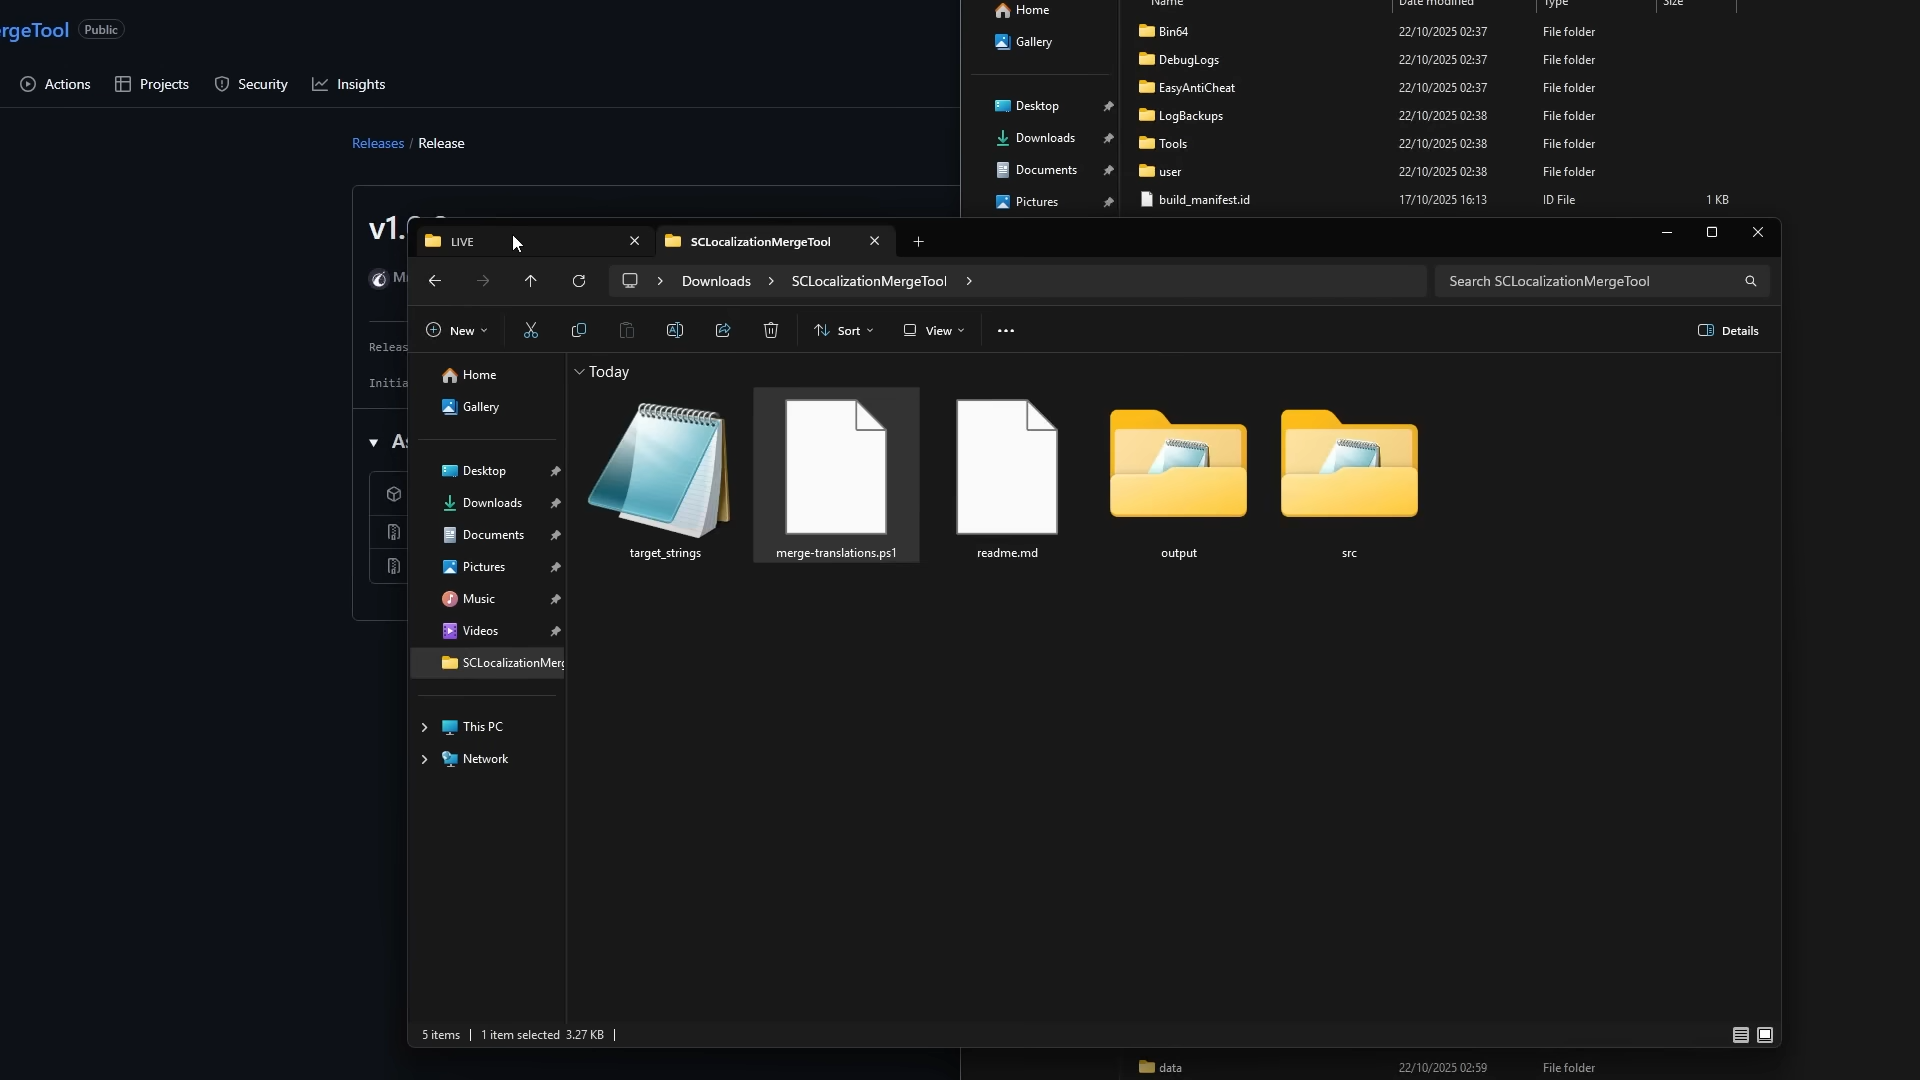 rgeTool Public
Actions Projects Security Insights
Releases / Release
v1.
Releas
Initia
Home
Gallery
Desktop
Downloads
Documents
Pictures
Name Date modified Type Size
Bin64 22/10/2025 02:37 File folder
DebugLogs 22/10/2025 02:37 File folder
EasyAntiCheat 22/10/2025 02:37 File folder
LogBackups 22/10/2025 02:38 File folder
Tools 22/10/2025 02:38 File folder
user 22/10/2025 02:38 File folder
build_manifest.id 17/10/2025 16:13 ID File 1 KB
LIVE SCLocalizationMergeTool
Downloads SCLocalizationMergeTool Search SCLocalizationMergeTool
New Sort View Details
Home
Gallery
Desktop
Downloads
Documents
Pictures
Music
Videos
SCLocalizationMerg
This PC
Network
Today
target_strings merge-translations.ps1 readme.md output src
5 items 1 item selected 3.27 KB
data 22/10/2025 02:59 File folder